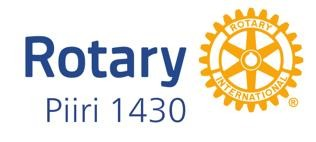 Rotary
Piiri 1430
ROTARY
INTERNATIONAL
®